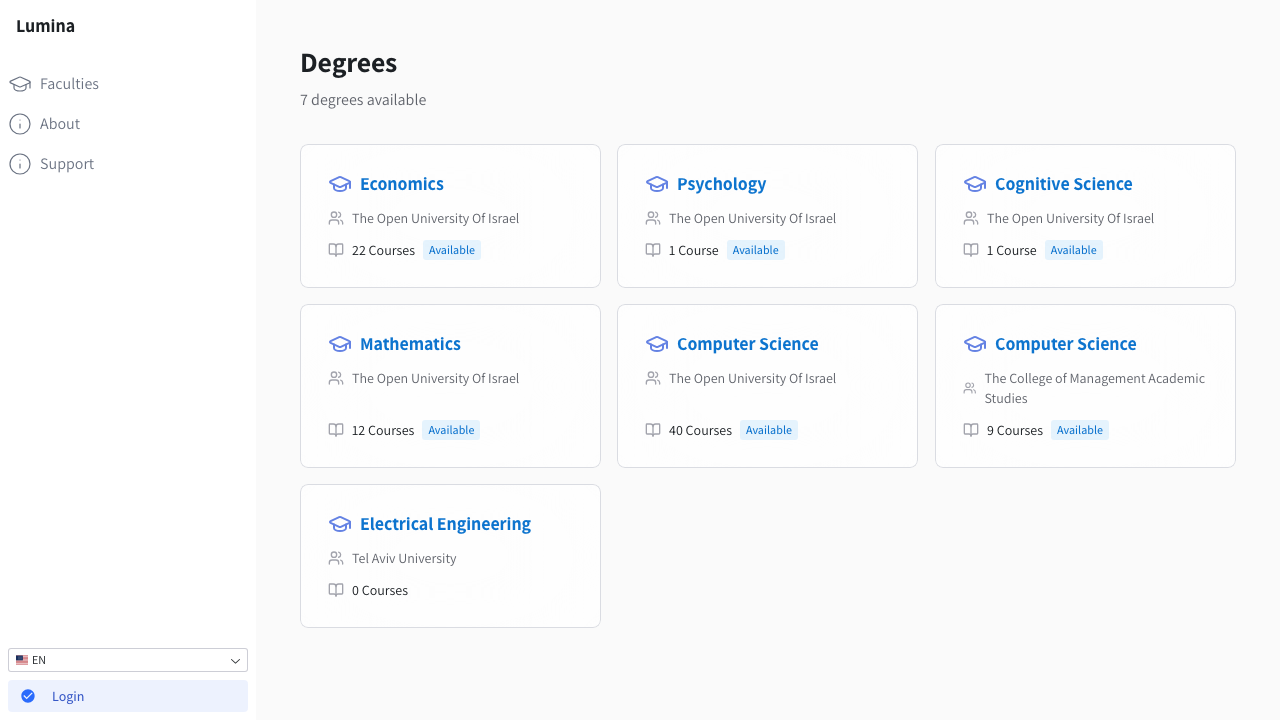 Lumina
Faculties
About
Support
EN
Login
Degrees
7 degrees available
Economics
The Open University Of Israel
22 Courses Available
Psychology
The Open University Of Israel
1 Course Available
Cognitive Science
The Open University Of Israel
1 Course Available
Mathematics
The Open University Of Israel
12 Courses Available
Computer Science
The Open University Of Israel
40 Courses Available
Computer Science
The College of Management Academic
Studies
9 Courses Available
Electrical Engineering
Tel Aviv University
0 Courses